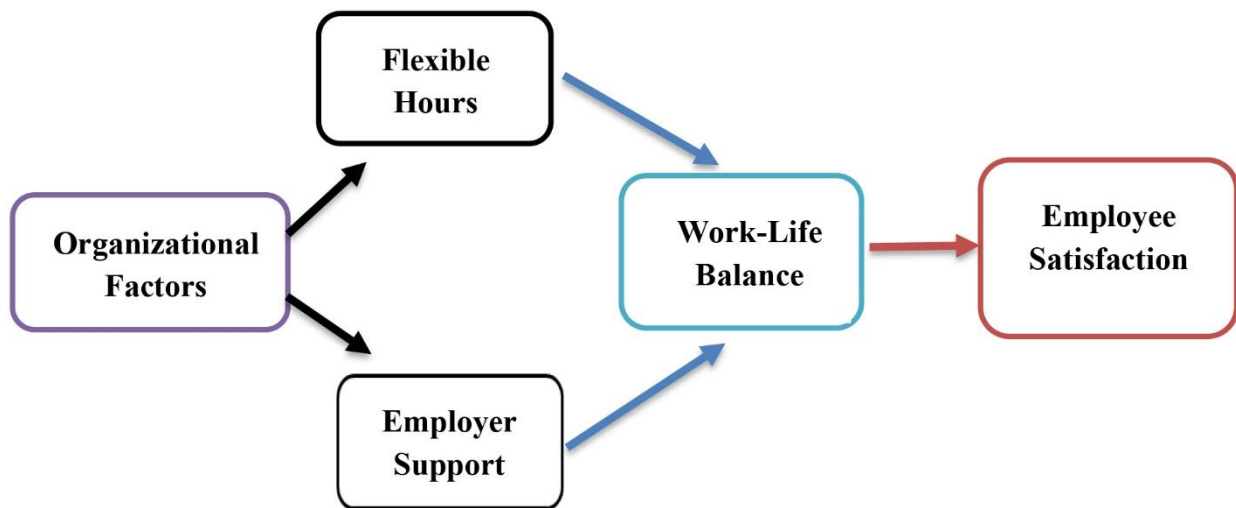 Flexible
Hours
Organizational
Factors
Work-Life
Balance
Employee
Satisfaction
Employer
Support